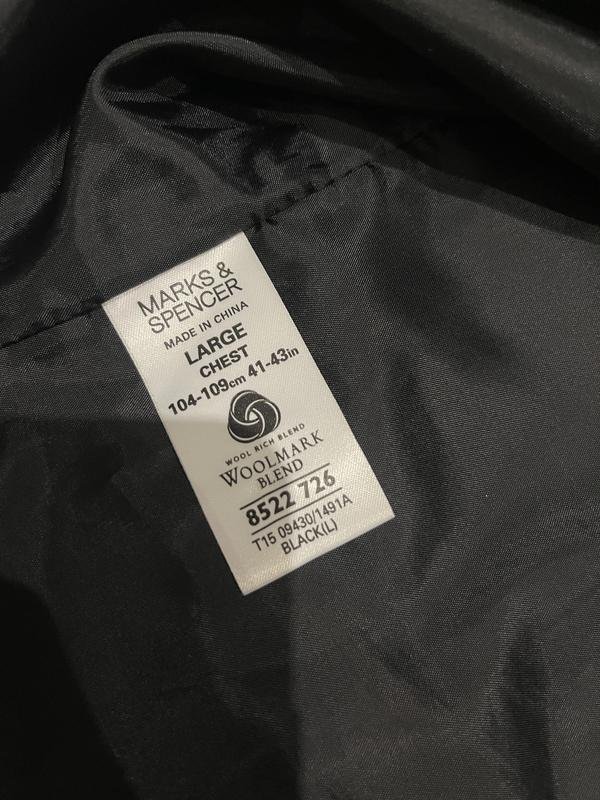 MARKS &
SPENCER
MADE IN CHINA
LARGE
CHEST
104-109cm 41-43in
WOOL RICH BLEND
WOOLMARK
BLEND
8522 726
T15 09430/1491A
BLACK(L)